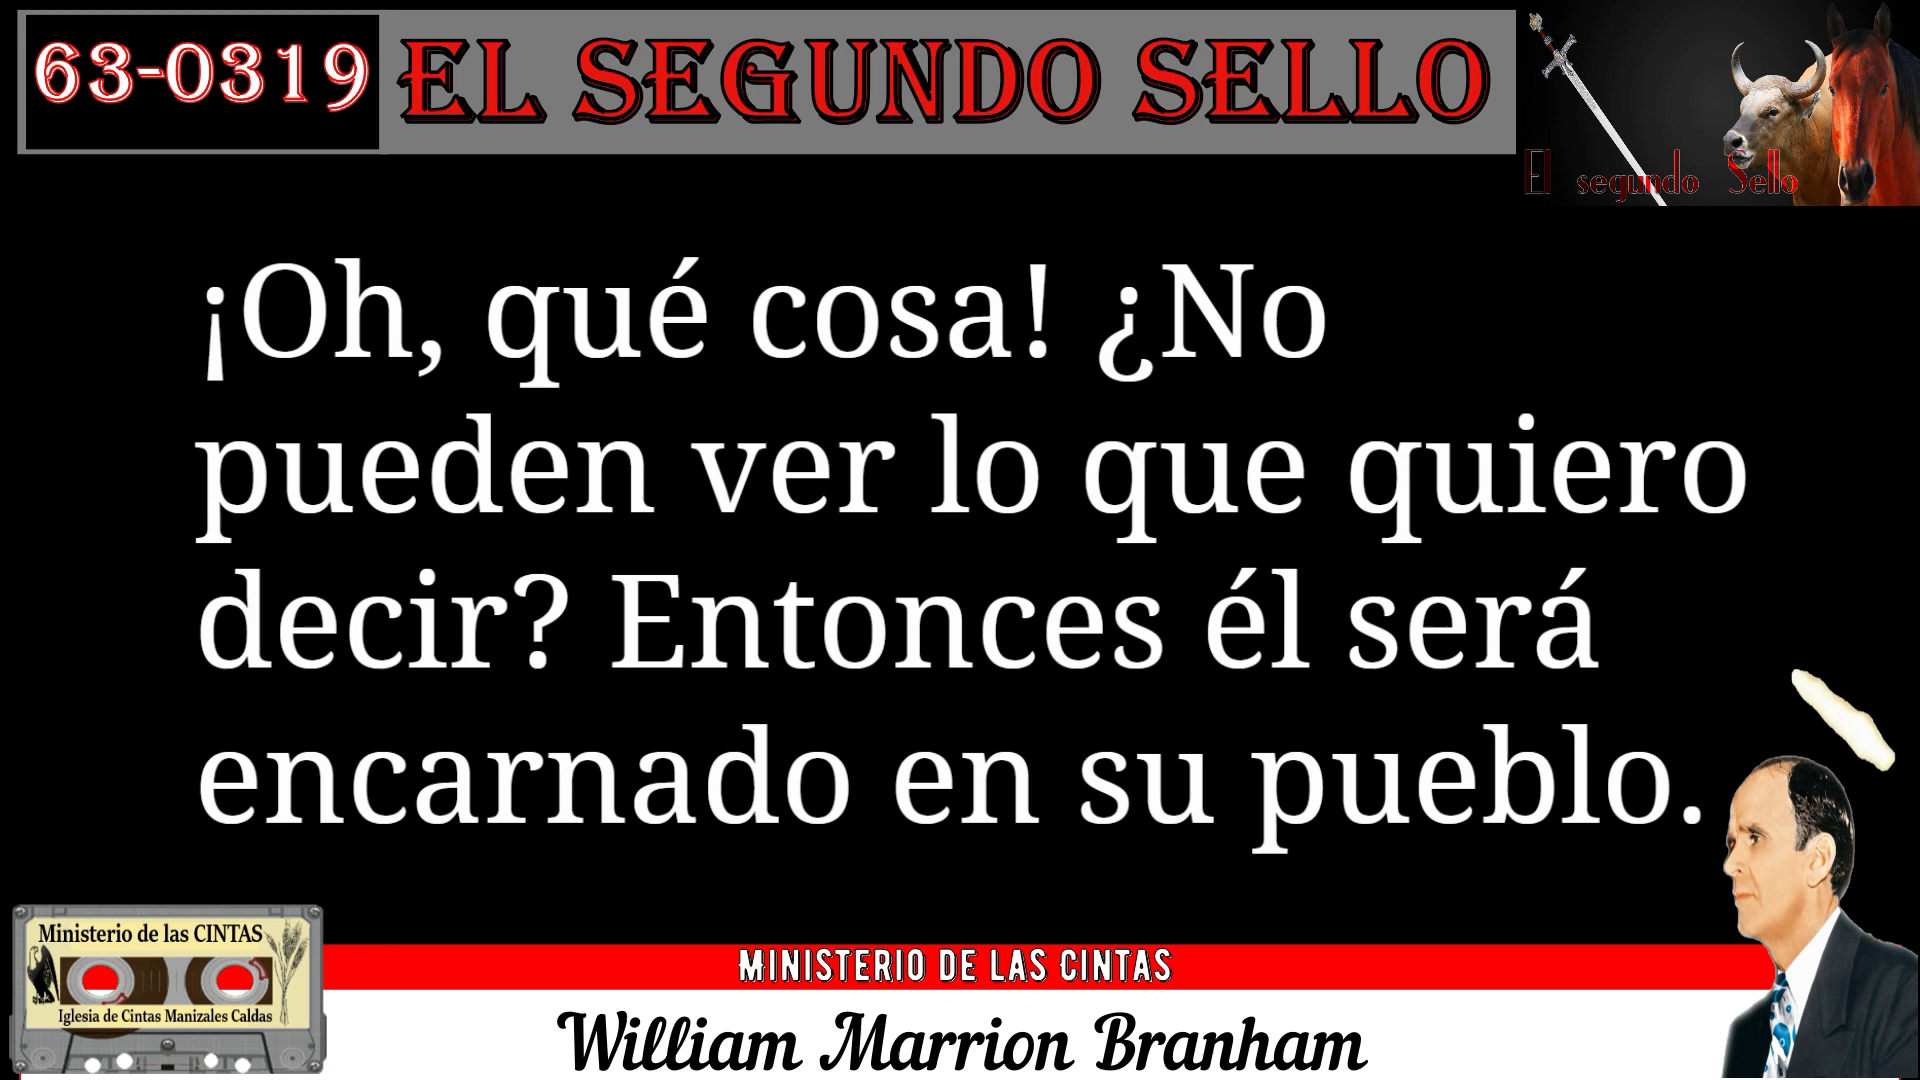 63-0319 EL SEGUNDO SELLO
El segundo Sello
¡Oh, qué cosa! ¿No
pueden ver lo que quiero
decir? Entonces él será
encarnado en su pueblo.
Ministerio de las CINTAS
Iglesia de Cintas Manizales Caldas
MINISTERIO DE LAS CINTAS
William Marrion Branham